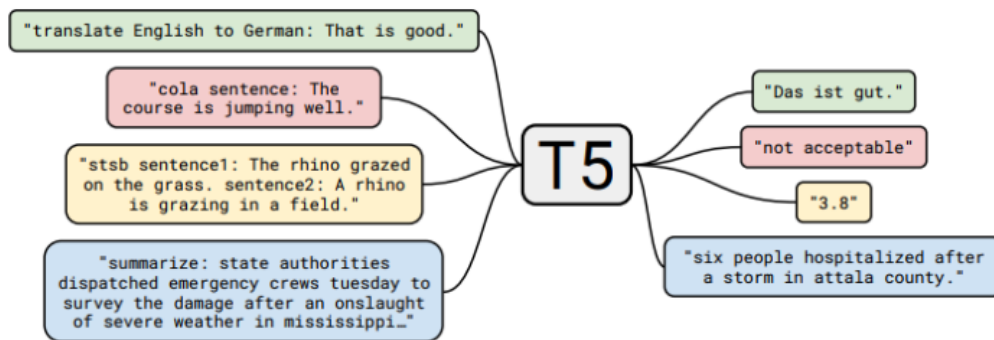 "translate English to German: That is good."
"cola sentence: The
course is jumping well."
"stsb sentence1: The rhino grazed
on the grass. sentence2: A rhino
is grazing in a field."
"summarize: state authorities
dispatched emergency crews tuesday to
survey the damage after an onslaught
of severe weather in mississippi…"
T5
"Das ist gut."
"not acceptable"
"3.8"
"six people hospitalized after
a storm in attala county."